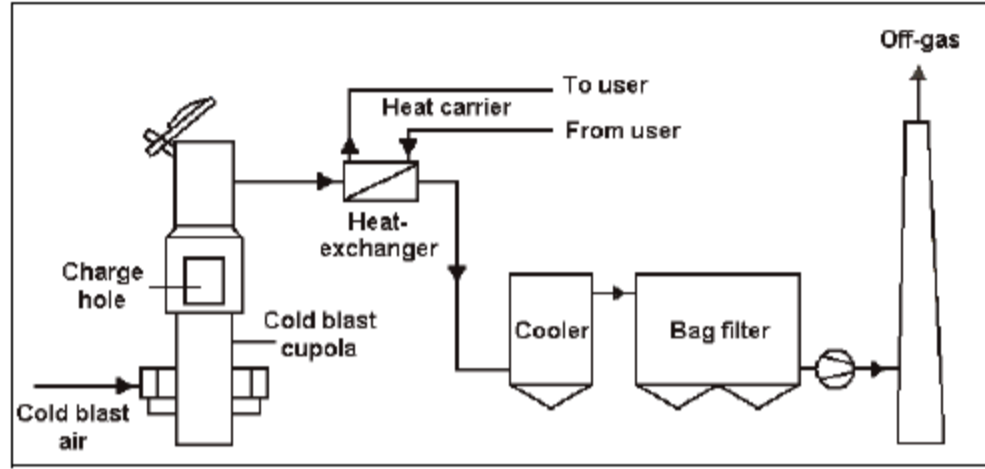 Off-gas
To user
Heat carrier
From user
Heat-
exchanger
Charge
hole
Cold blast
cupola
Cooler
Bag filter
Cold blast
air